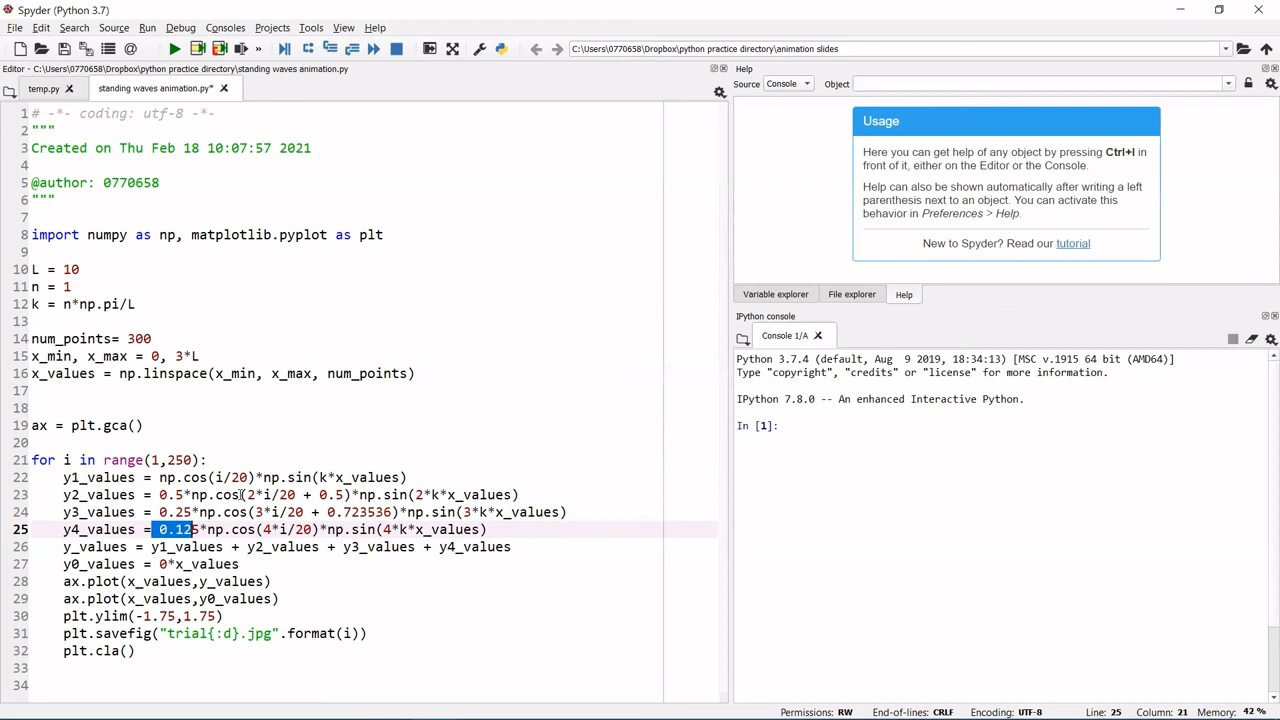 Spyder (Python 3.7)
File Edit Search Source Run Debug Consoles Projects Tools View Help
C:\Users\0770658\Dropbox\python practice directory\animation slides
Editor - C:\Users\0770658\Dropbox\python practice directory\standing waves animation.py
temp.py standing waves animation.py*
1 # -*- coding: utf-8 -*-
2 """
3 Created on Thu Feb 18 10:07:57 2021
4
5 @author: 0770658
6 """
7
8 import numpy as np, matplotlib.pyplot as plt
9
10 L = 10
11 n = 1
12 k = n*np.pi/L
13
14 num_points= 300
15 x_min, x_max = 0, 3*L
16 x_values = np.linspace(x_min, x_max, num_points)
17
18
19 ax = plt.gca()
20
21 for i in range(1,250):
22 y1_values = np.cos(i/20)*np.sin(k*x_values)
23 y2_values = 0.5*np.cos(2*i/20 + 0.5)*np.sin(2*k*x_values)
24 y3_values = 0.25*np.cos(3*i/20 + 0.723536)*np.sin(3*k*x_values)
25 y4_values = 0.125*np.cos(4*i/20)*np.sin(4*k*x_values)
26 y_values = y1_values + y2_values + y3_values + y4_values
27 y0_values = 0*x_values
28 ax.plot(x_values,y_values)
29 ax.plot(x_values,y0_values)
30 plt.ylim(-1.75,1.75)
31 plt.savefig("trial{:d}.jpg".format(i))
32 plt.cla()
33
34
Help
Source Console Object
Usage
Here you can get help of any object by pressing Ctrl+I in
front of it, either on the Editor or the Console.
Help can also be shown automatically after writing a left
parenthesis next to an object. You can activate this
behavior in Preferences > Help.
New to Spyder? Read our tutorial
Variable explorer File explorer Help
IPython console
Console 1/A
Python 3.7.4 (default, Aug 9 2019, 18:34:13) [MSC v.1915 64 bit (AMD64)]
Type "copyright", "credits" or "license" for more information.
IPython 7.8.0 -- An enhanced Interactive Python.
In [1]:
Permissions: RW End-of-lines: CRLF Encoding: UTF-8 Line: 25 Column: 21 Memory: 42 %